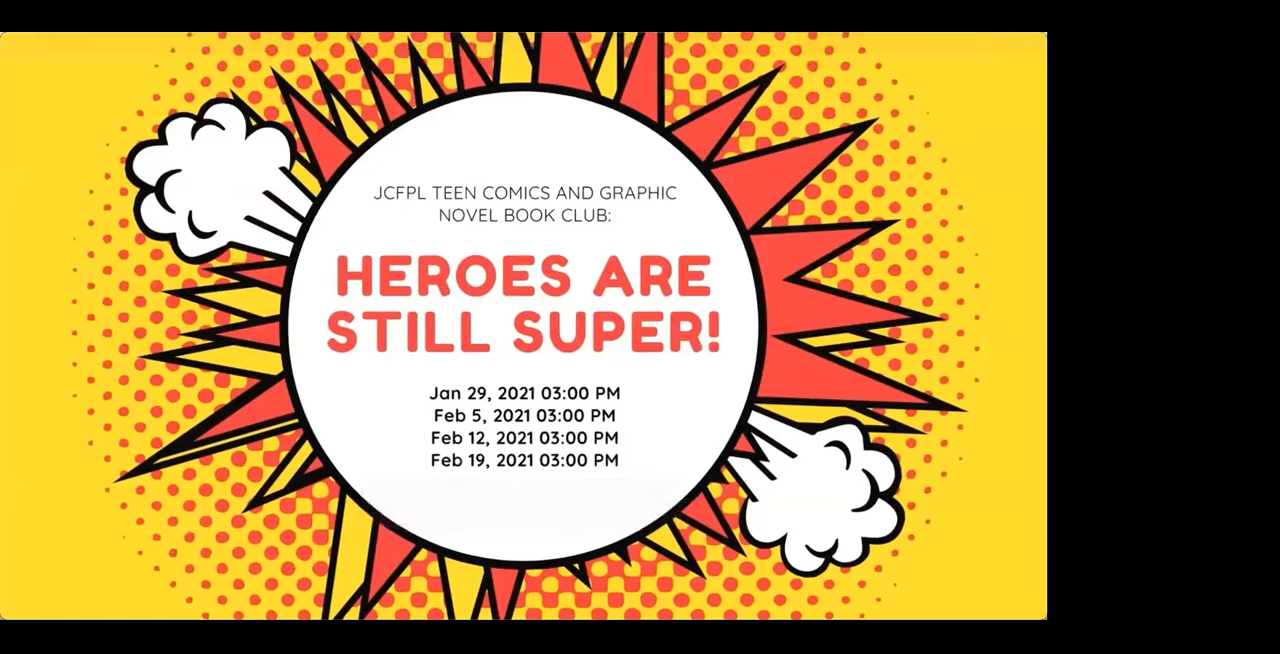 JCFPL TEEN COMICS AND GRAPHIC
NOVEL BOOK CLUB:
HEROES ARE
STILL SUPER!
Jan 29, 2021 03:00 PM
Feb 5, 2021 03:00 PM
Feb 12, 2021 03:00 PM
Feb 19, 2021 03:00 PM